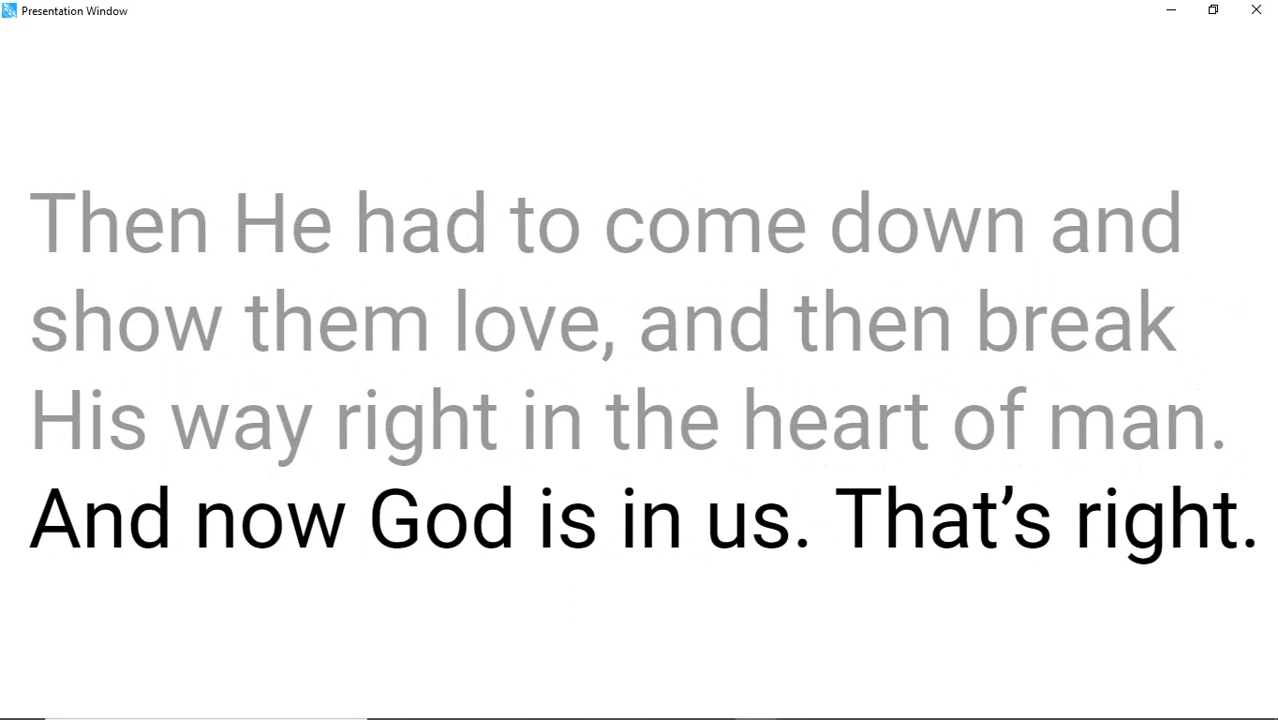 Presentation Window
Then He had to come down and
show them love, and then break
His way right in the heart of man.
And now God is in us. That’s right.